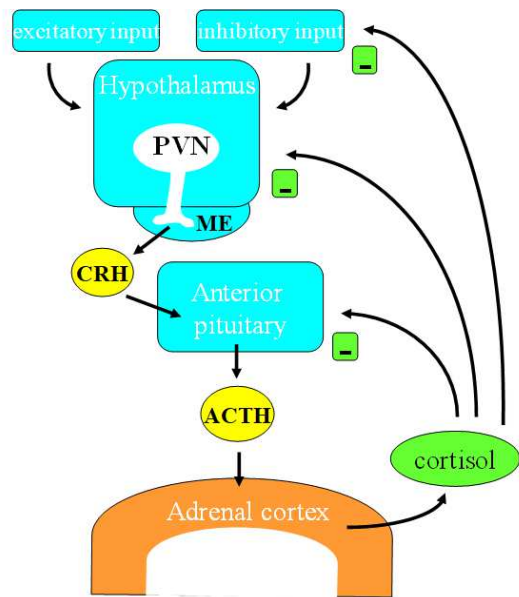 excitatory input
inhibitory input
-
Hypothalamus
PVN
-
ME
CRH
Anterior
pituitary
-
ACTH
cortisol
Adrenal cortex